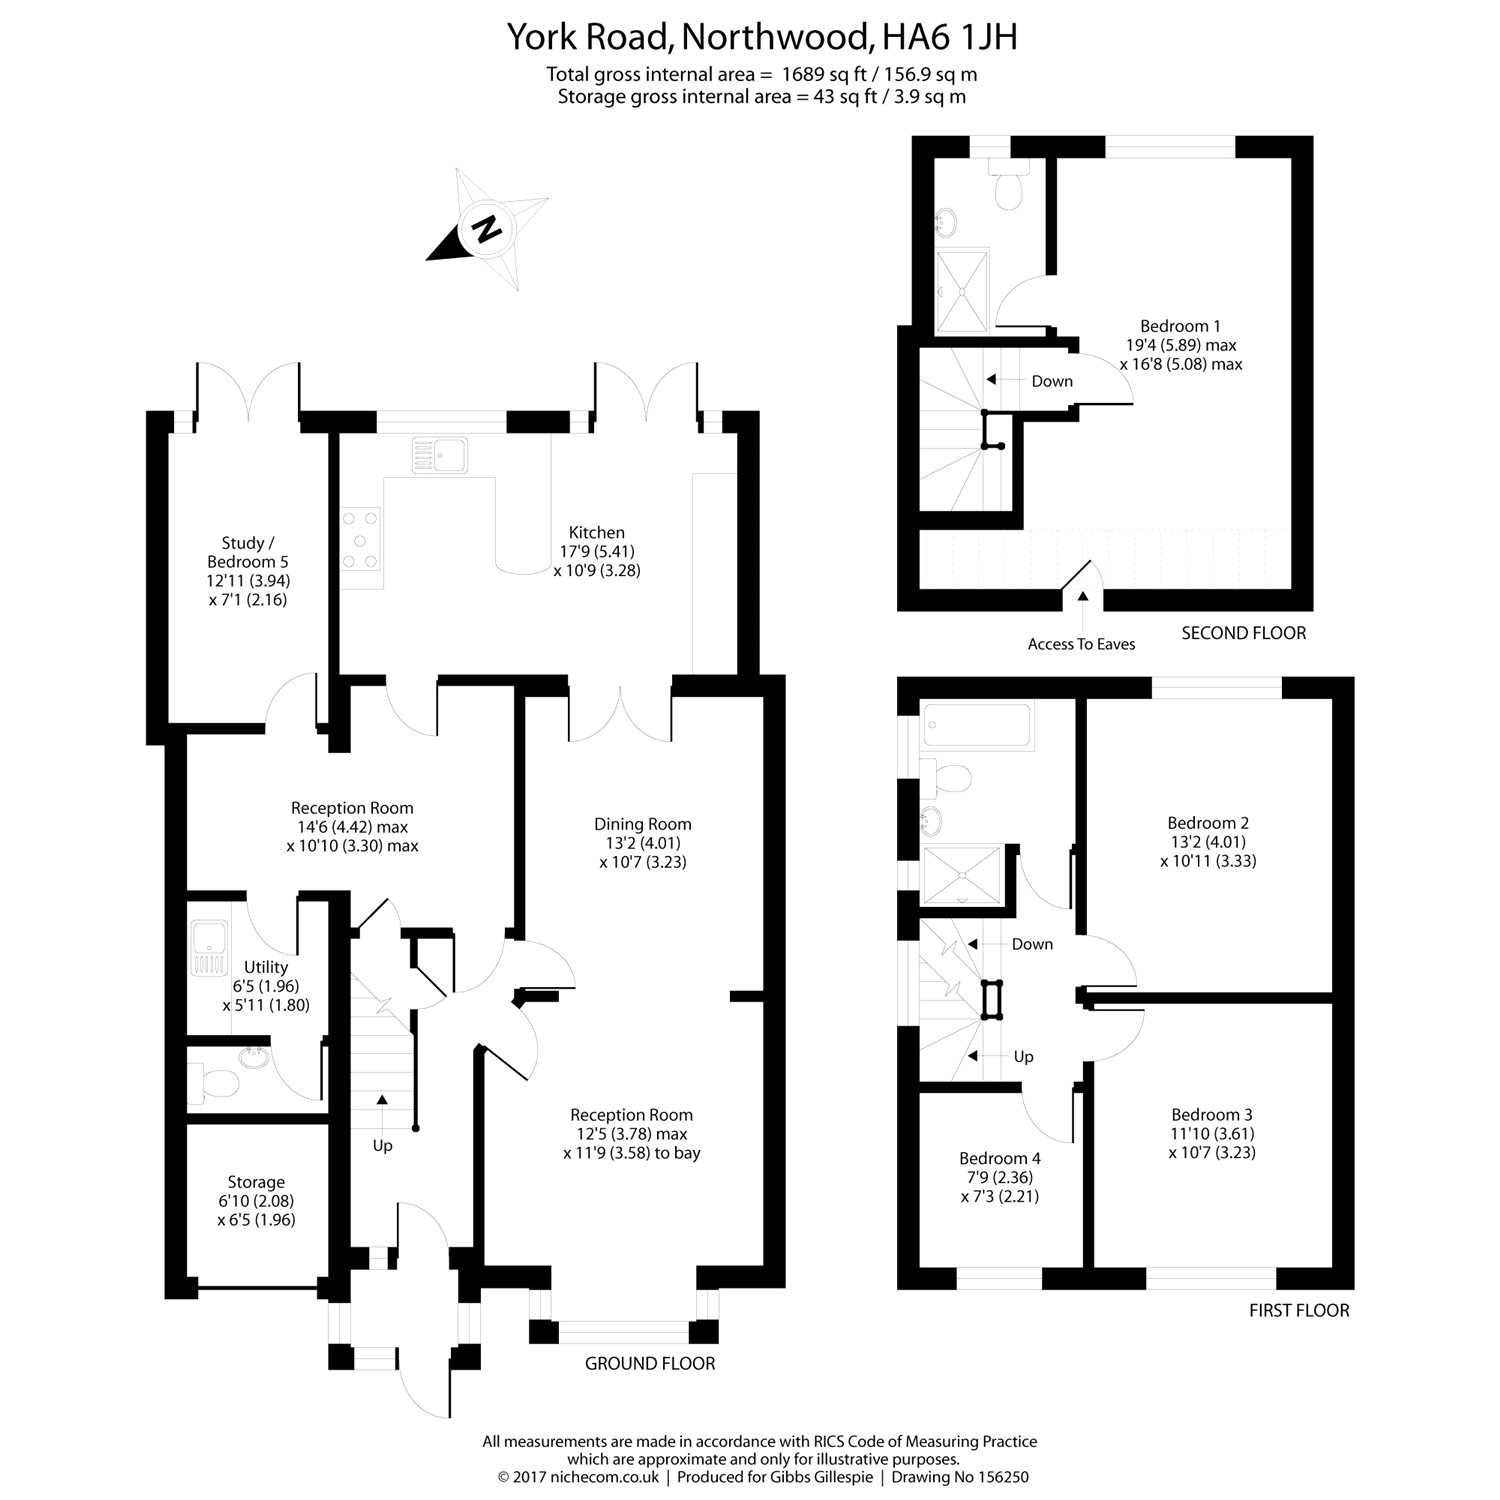 York Road, Northwood, HA6 1JH
Total gross internal area = 1689 sq ft / 156.9 sq m
Storage gross internal area = 43 sq ft / 3.9 sq m
N
Bedroom 1
19'4 (5.89) max
x 16'8 (5.08) max
Down
Access To Eaves
SECOND FLOOR
Study /
Bedroom 5
12'11 (3.94)
x 7'1 (2.16)
Kitchen
17'9 (5.41)
x 10'9 (3.28)
Reception Room
14'6 (4.42) max
x 10'10 (3.30) max
Dining Room
13'2 (4.01)
x 10'7 (3.23)
Utility
6'5 (1.96)
x 5'11 (1.80)
Up
Reception Room
12'5 (3.78) max
x 11'9 (3.58) to bay
Storage
6'10 (2.08)
x 6'5 (1.96)
GROUND FLOOR
Bedroom 2
13'2 (4.01)
x 10'11 (3.33)
Down
Up
Bedroom 3
11'10 (3.61)
x 10'7 (3.23)
Bedroom 4
7'9 (2.36)
x 7'3 (2.21)
FIRST FLOOR
All measurements are made in accordance with RICS Code of Measuring Practice
which are approximate and only for illustrative purposes.
© 2017 nichecom.co.uk | Produced for Gibbs Gillespie | Drawing No 156250